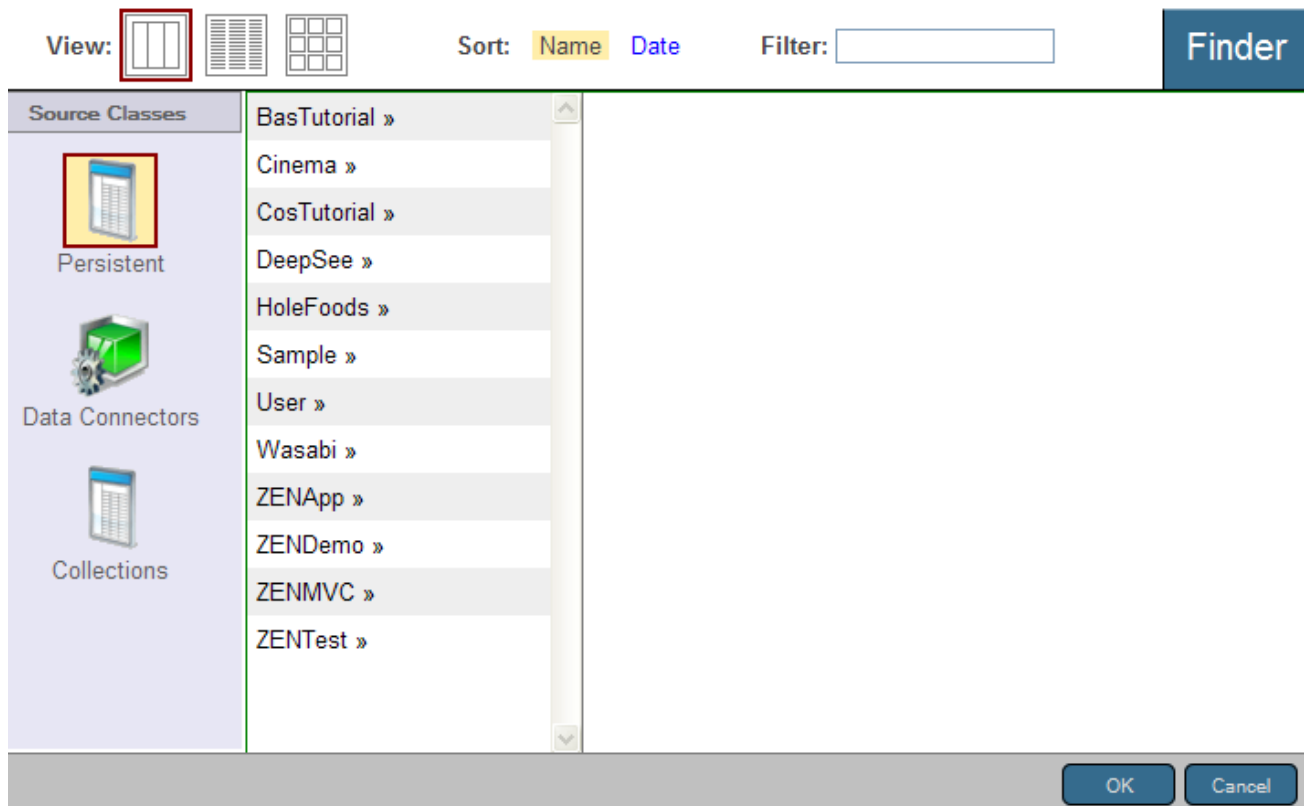 View: Sort: Name Date Filter: Finder
Source Classes
Persistent
Data Connectors
Collections
BasTutorial »
Cinema »
CosTutorial »
DeepSee »
HoleFoods »
Sample »
User »
Wasabi »
ZENApp »
ZENDemo »
ZENMVC »
ZENTest »
OK Cancel